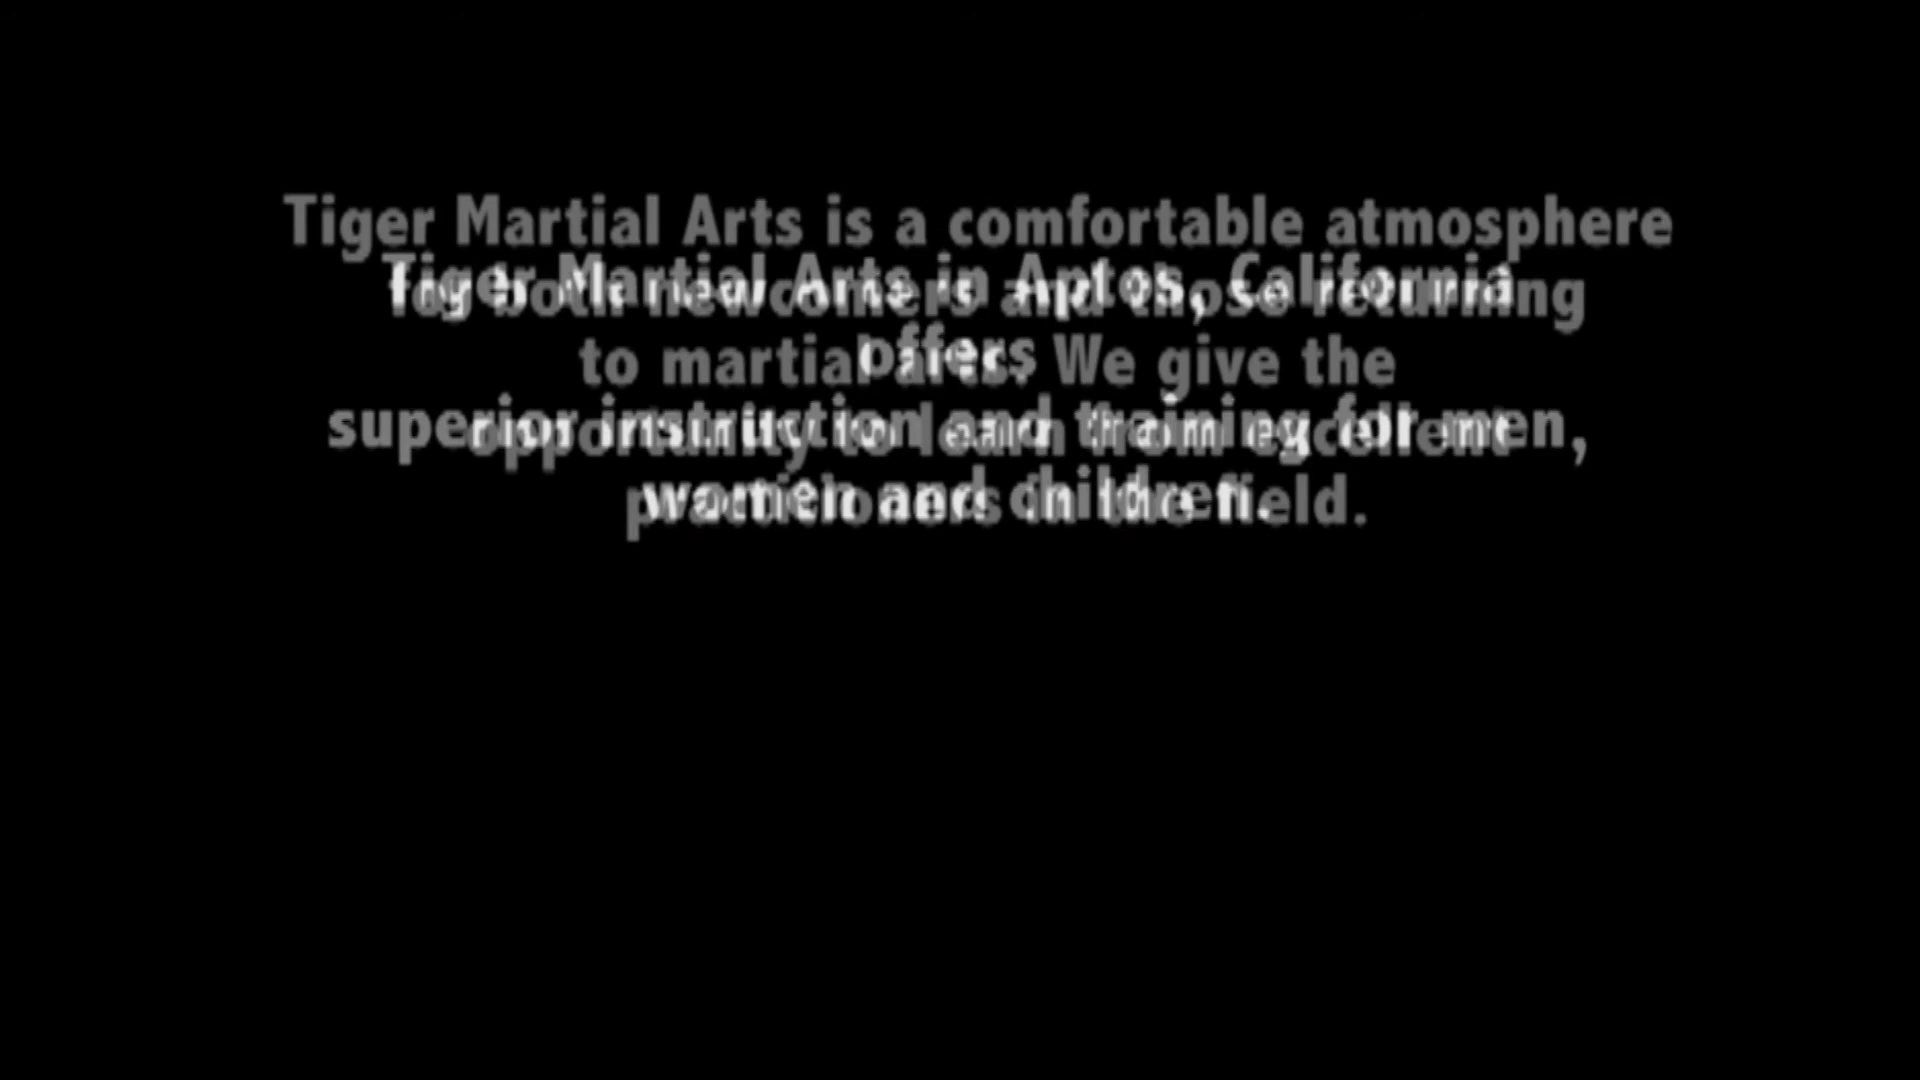 Tiger Martial Arts is a comfortable atmosphere
for both newcomers and those returning
to martial arts. We give the
opportunity to learn from excellent
practitioners in the field.
Tiger Martial Arts in Aptos, California
offers
superior instruction and training for men,
women and children.